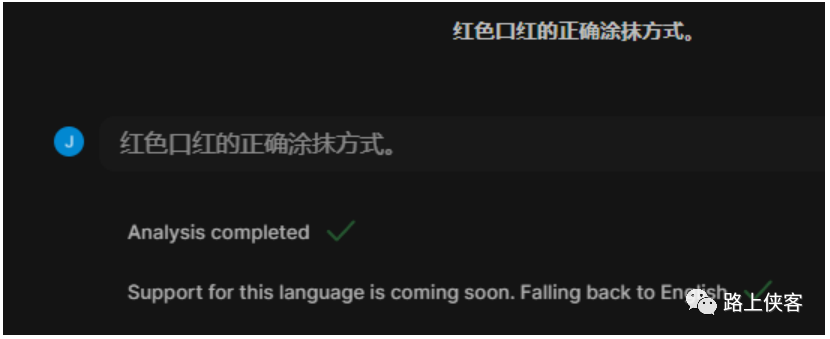 红色口红的正确涂抹方式。
J
红色口红的正确涂抹方式。
Analysis completed
Support for this language is coming soon. Falling back to English
路上侠客